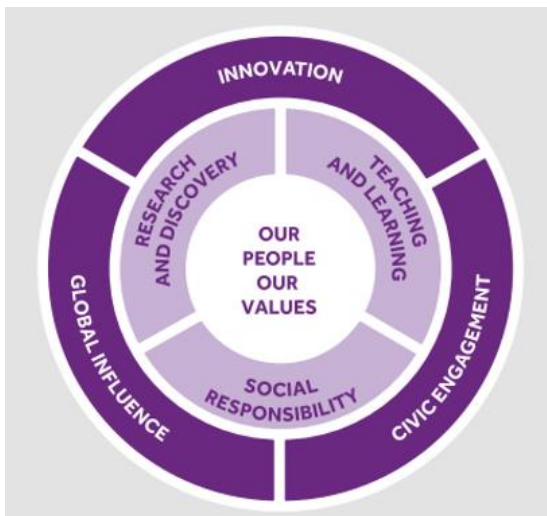 INNOVATION
RESEARCH
AND DISCOVERY
TEACHING
AND LEARNING
OUR
PEOPLE
OUR
VALUES
GLOBAL INFLUENCE
CIVIC ENGAGEMENT
SOCIAL
RESPONSIBILITY